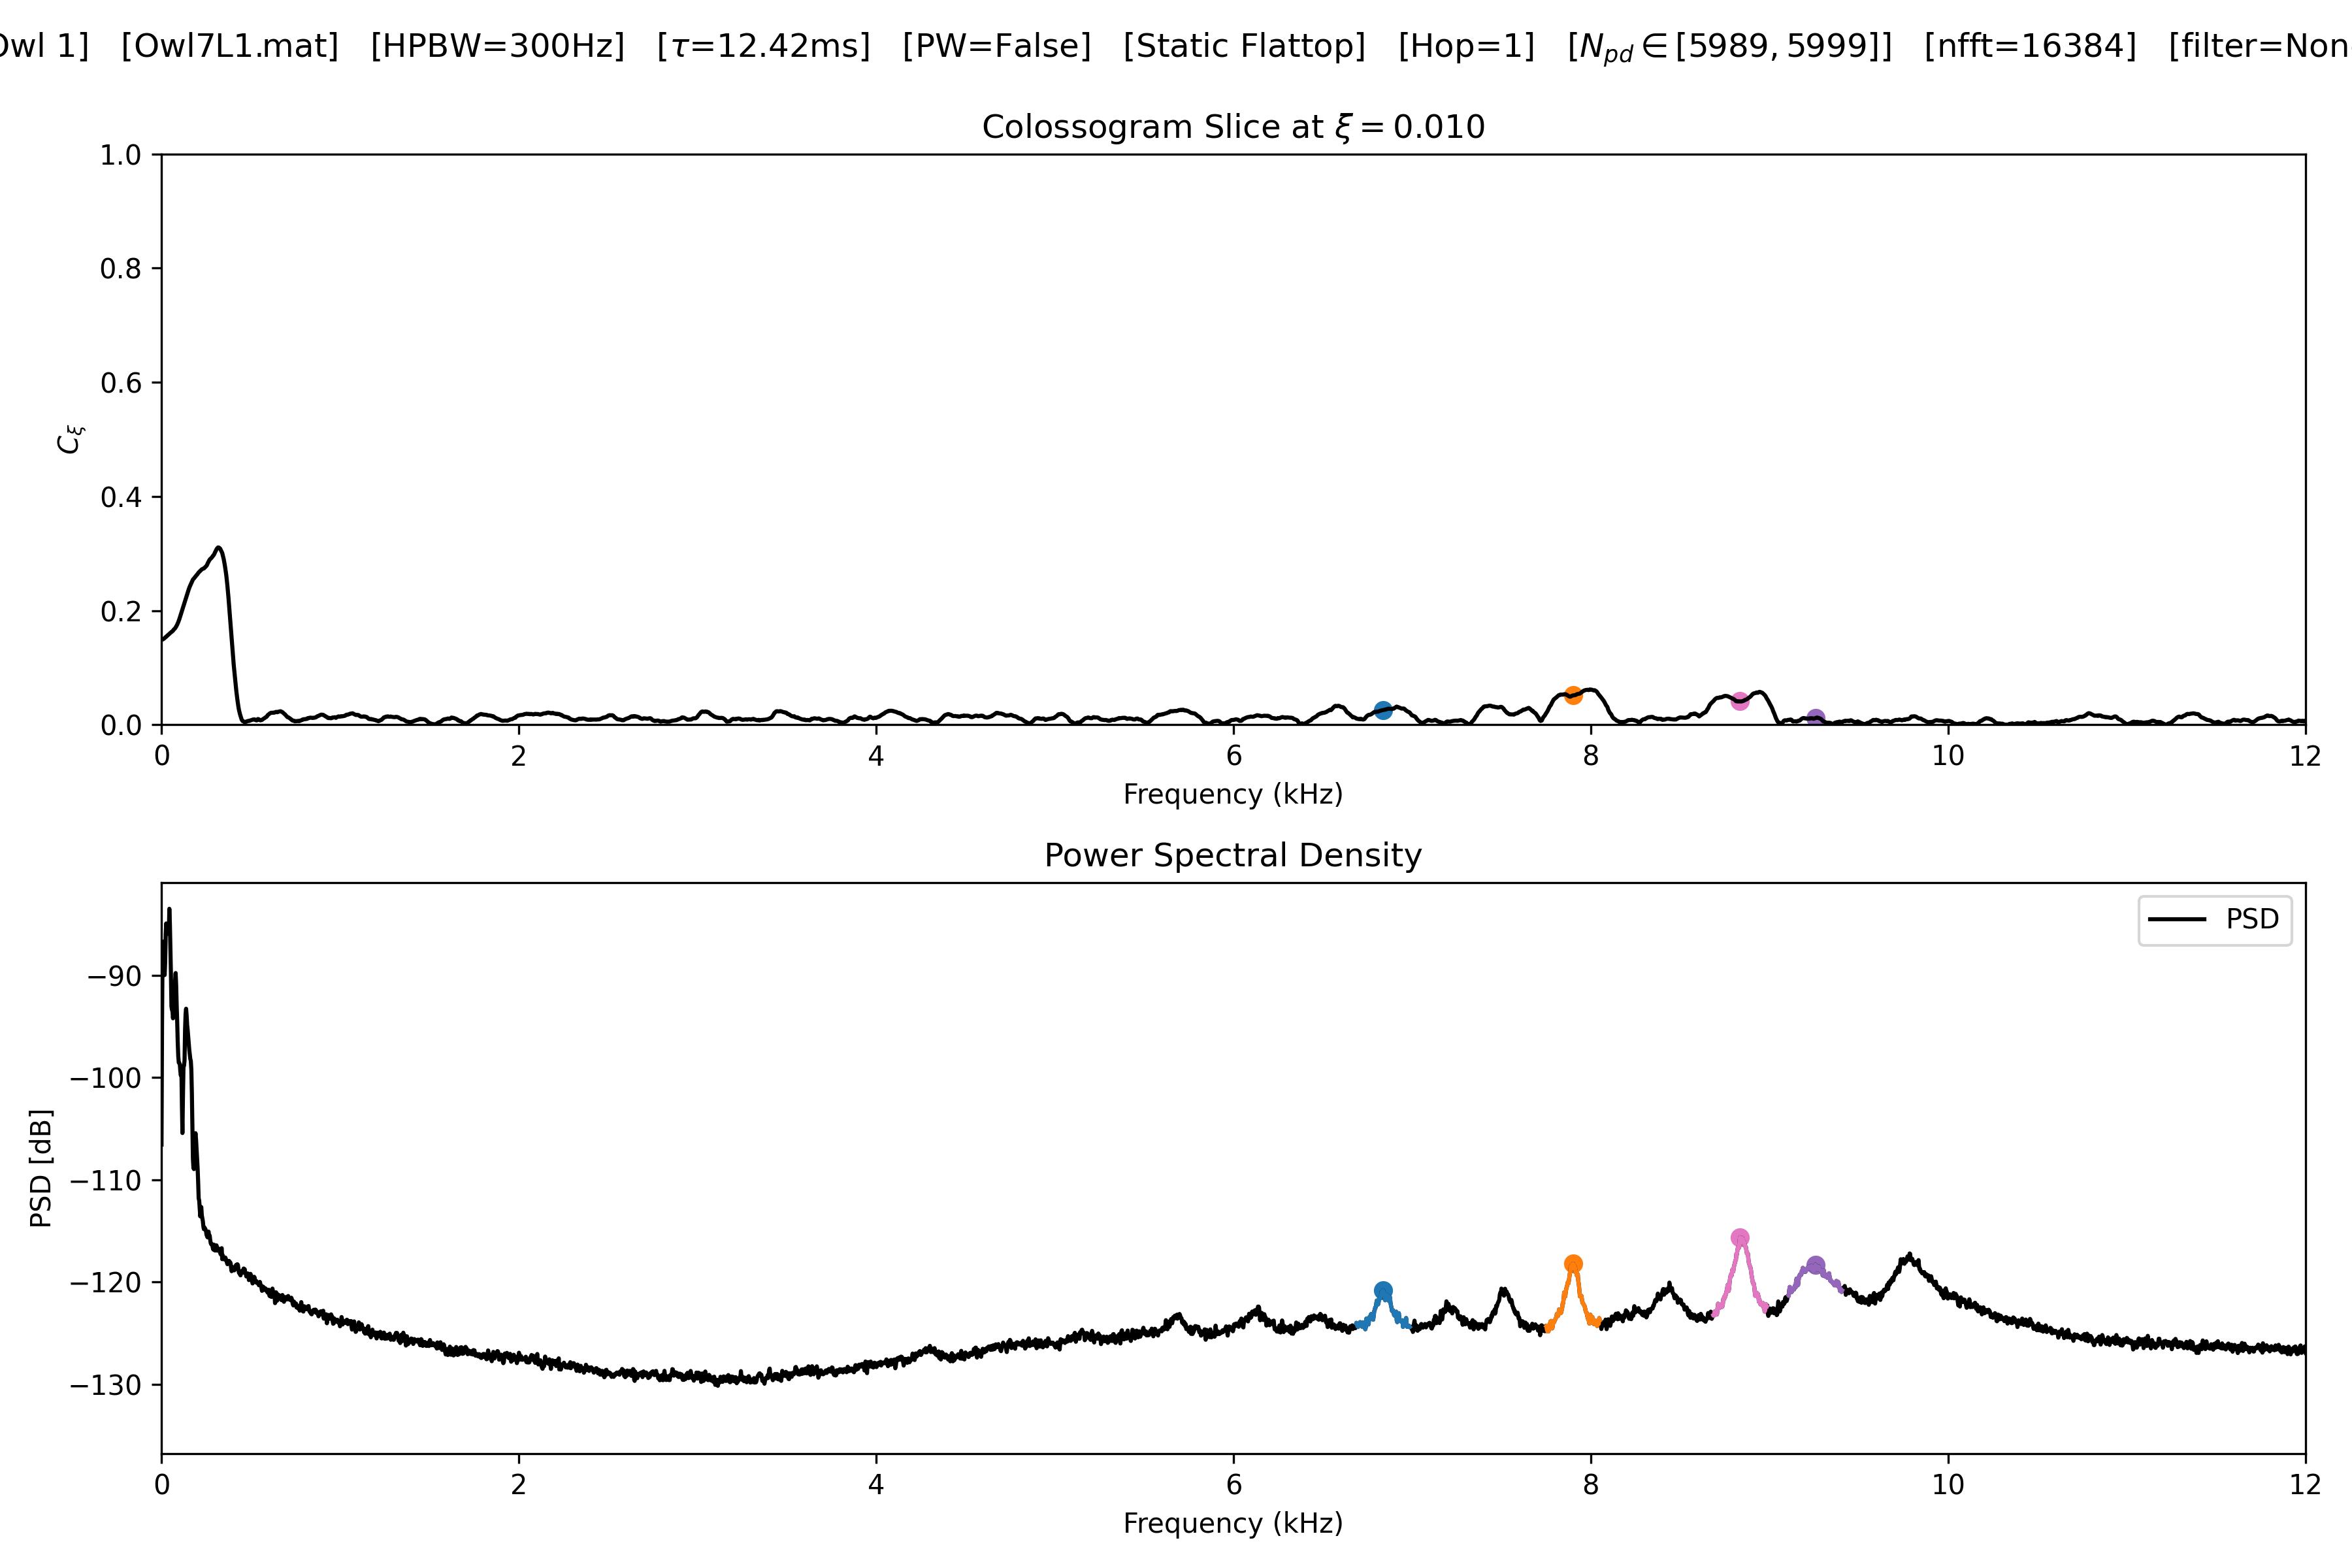 Owl 1] [Owl7L1.mat] [HPBW=300Hz] [τ=12.42ms] [PW=False] [Static Flattop] [Hop=1] [N_pd ∈ [5989, 5999]] [nfft=16384] [filter=Non
Colossogram Slice at ξ = 0.010
1.0
0.8
0.6
0.4
0.2
0.0
C_ξ
0 2 4 6 8 10 12
Frequency (kHz)
Power Spectral Density
PSD
−90
−100
−110
−120
−130
PSD [dB]
0 2 4 6 8 10 12
Frequency (kHz)